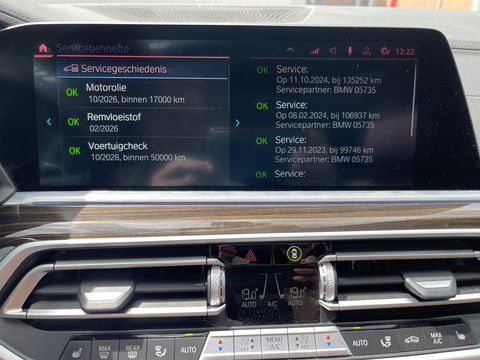 Servicebehoefte
13:22
Servicegeschiedenis
OK Motorolie
10/2026, binnen 17000 km
OK Remvloeistof
02/2026
OK Voertuigcheck
10/2028, binnen 50000 km
OK Service:
Op 11.10.2024, bij 135252 km
Servicepartner: BMW 05735
OK Service:
Op 08.02.2024, bij 106937 km
Servicepartner: BMW 05735
OK Service:
Op 29.11.2023, bij 99746 km
Servicepartner: BMW 05735
OK Service:
19.0 19.0
AUTO A/C AUTO
MAX REAR AUTO MENU A/C AUTO MAX A/C